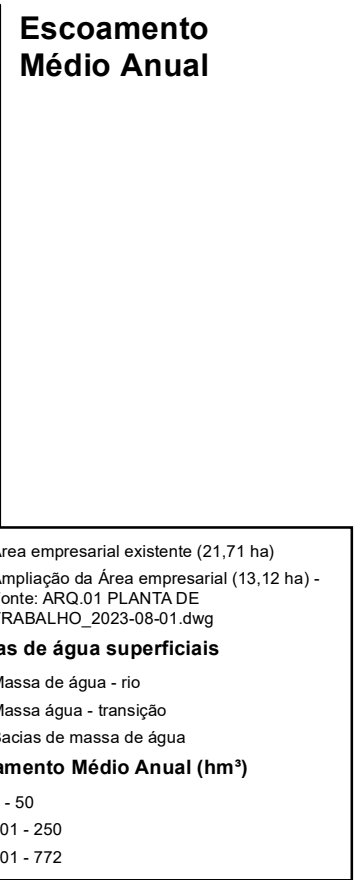 Escoamento
Médio Anual
rea empresarial existente (21,71 ha)
mpliação da Área empresarial (13,12 ha) -
onte: ARQ.01 PLANTA DE
RABALHO_2023-08-01.dwg
as de água superficiais
Massa de água - rio
Massa água - transição
acias de massa de água
amento Médio Anual (hm³)
- 50
01 - 250
01 - 772